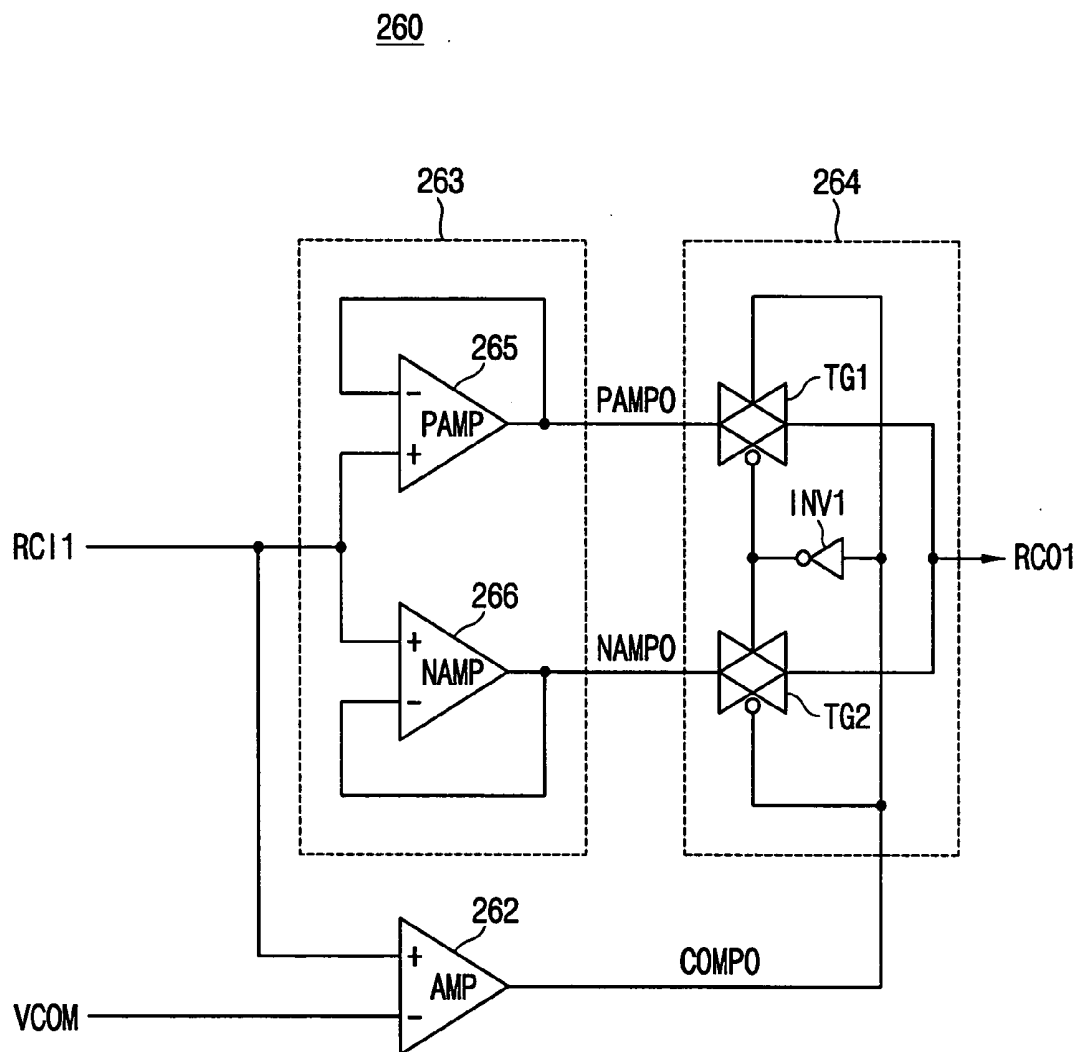 260
263
264
265
PAMP
-
+
PAMPO
TG1
INV1
RCI1
RCO1
266
NAMP
+
-
NAMPO
TG2
262
AMP
+
-
COMPO
VCOM